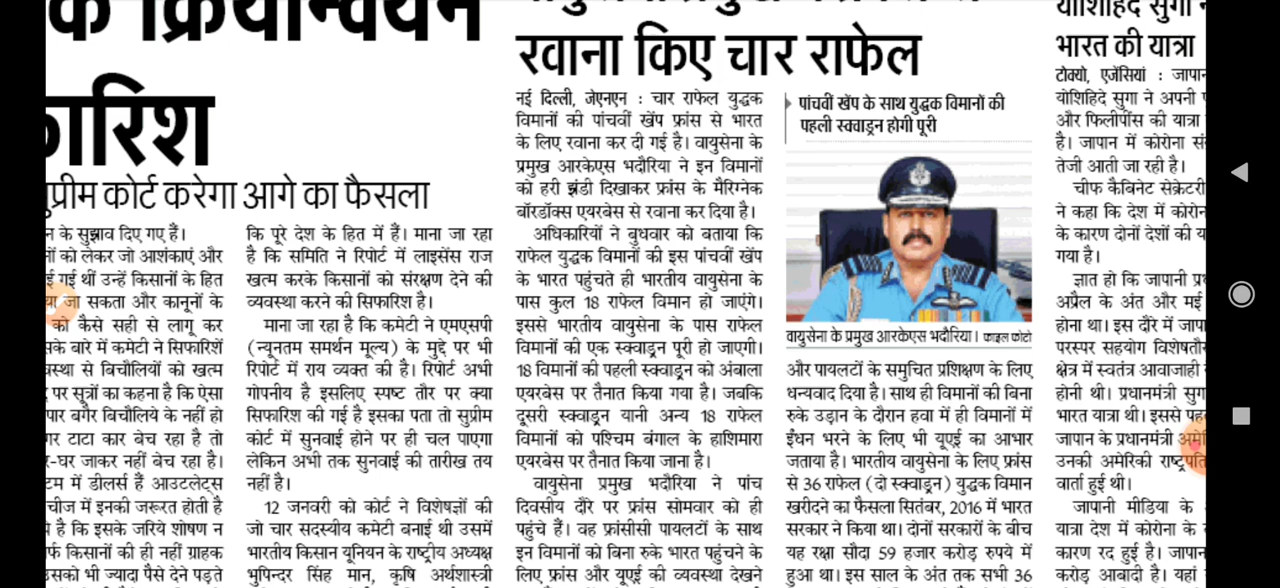 के क्रियान्वयन
कारिश
सुप्रीम कोर्ट करेगा आगे का फैसला
न के सुझाव दिए गए हैं।
को लेकर जो आशंकाएं और
गई थीं उन्हें किसानों के हित
जा सकता और कानूनों के
को कैसे सही से लागू कर
सके बारे में कमेटी ने सिफारिशें
से बिचौलियों को खत्म
पर सूत्रों का कहना है कि ऐसा
बगैर बिचौलिये के नहीं हो
टाटा कार बेच रहा है तो
र-घर जाकर नहीं बेच रहा है।
में डीलर्स हैं आउटलेट्स
चीज में इनकी जरूरत होती है
है कि इसके जरिये शोषण न
किसानों की ही नहीं ग्राहक
उसको भी ज्यादा पैसे देने पड़ते
कि पूरे देश के हित में हैं। माना जा रहा
है कि समिति ने रिपोर्ट में लाइसेंस राज
खत्म करके किसानों को संरक्षण देने की
व्यवस्था करने की सिफारिश है।
माना जा रहा है कि कमेटी ने एमएसपी
(न्यूनतम समर्थन मूल्य) के मुद्दे पर भी
रिपोर्ट में राय व्यक्त की है। रिपोर्ट अभी
गोपनीय है इसलिए स्पष्ट तौर पर क्या
सिफारिश की गई है इसका पता तो सुप्रीम
कोर्ट में सुनवाई होने पर ही चल पाएगा
लेकिन अभी तक सुनवाई की तारीख तय
नहीं है।
12 जनवरी को कोर्ट ने विशेषज्ञों की
जो चार सदस्यीय कमेटी बनाई थी उसमें
भारतीय किसान यूनियन के राष्ट्रीय अध्यक्ष
भुपिन्दर सिंह मान, कृषि अर्थशास्त्री
रवाना किए चार राफेल
नई दिल्ली, जेएनएन : चार राफेल युद्धक
विमानों की पांचवीं खेंप फ्रांस से भारत
के लिए रवाना कर दी गई है। वायुसेना के
प्रमुख आरकेएस भदौरिया ने इन विमानों
को हरी झंडी दिखाकर फ्रांस के मैरिग्नेक
बॉरडॉक्स एयरबेस से रवाना कर दिया है।
अधिकारियों ने बुधवार को बताया कि
राफेल युद्धक विमानों की इस पांचवीं खेंप
के भारत पहुंचते ही भारतीय वायुसेना के
पास कुल 18 राफेल विमान हो जाएंगे।
इससे भारतीय वायुसेना के पास राफेल
विमानों की एक स्क्वाड्रन पूरी हो जाएगी।
18 विमानों की पहली स्क्वाड्रन को अंबाला
एयरबेस पर तैनात किया गया है। जबकि
दूसरी स्क्वाड्रन यानी अन्य 18 राफेल
विमानों को पश्चिम बंगाल के हाशिमारा
एयरबेस पर तैनात किया जाना है।
वायुसेना प्रमुख भदौरिया ने पांच
दिवसीय दौरे पर फ्रांस सोमवार को ही
पहुंचे हैं। वह फ्रांसीसी पायलटों के साथ
इन विमानों को बिना रुके भारत पहुंचने के
लिए फ्रांस और यूएई की व्यवस्था देखने
पांचवीं खेंप के साथ युद्धक विमानों की
पहली स्क्वाड्रन होगी पूरी
वायुसेना के प्रमुख आरकेएस भदौरिया। फाइल फोटो
और पायलटों के समुचित प्रशिक्षण के लिए
धन्यवाद दिया है। साथ ही विमानों की बिना
रुके उड़ान के दौरान हवा में ही विमानों में
ईंधन भरने के लिए भी यूएई का आभार
जताया है। भारतीय वायुसेना के लिए फ्रांस
से 36 राफेल (दो स्क्वाड्रन) युद्धक विमान
खरीदने का फैसला सितंबर, 2016 में भारत
सरकार ने किया था। दोनों सरकारों के बीच
यह रक्षा सौदा 59 हजार करोड़ रुपये में
हुआ था। इस साल के अंत तक सभी 36
योशिहिदे सुगा
भारत की यात्रा
टोक्यो, एजेंसियां : जापान
योशिहिदे सुगा ने अपनी
और फिलीपींस की यात्रा
है। जापान में कोरोना सं
तेजी आती जा रही है।
चीफ कैबिनेट सेक्रेटरी
ने कहा कि देश में कोरोन
के कारण दोनों देशों की य
गया है।
ज्ञात हो कि जापानी प्र
अप्रैल के अंत और मई
होना था। इस दौरे में जापा
परस्पर सहयोग विशेषतौर
क्षेत्र में स्वतंत्र आवाजाही
होनी थी। प्रधानमंत्री सुग
भारत यात्रा थी। इससे पह
जापान के प्रधानमंत्री अमे
उनकी अमेरिकी राष्ट्रपति
वार्ता हुई थी।
जापानी मीडिया के
यात्रा देश में कोरोना के
कारण रद हुई है। जापान
करोड़ आबादी है। यहां